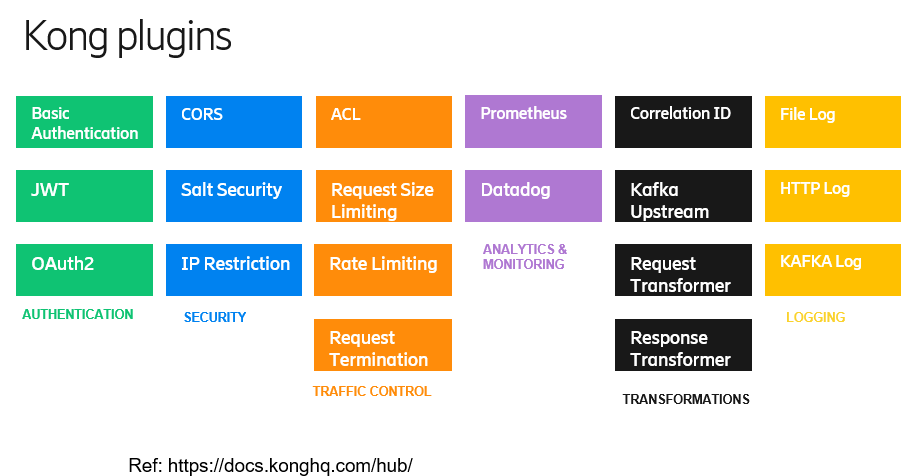 Kong plugins
Basic
Authentication
CORS
ACL
Prometheus
Correlation ID
File Log
JWT
Salt Security
Request Size
Limiting
Datadog
Kafka
Upstream
HTTP Log
OAuth2
IP Restriction
Rate Limiting
ANALYTICS &
MONITORING
Request
Transformer
KAFKA Log
AUTHENTICATION
SECURITY
Request
Termination
Response
Transformer
LOGGING
TRAFFIC CONTROL
TRANSFORMATIONS
Ref: https://docs.konghq.com/hub/